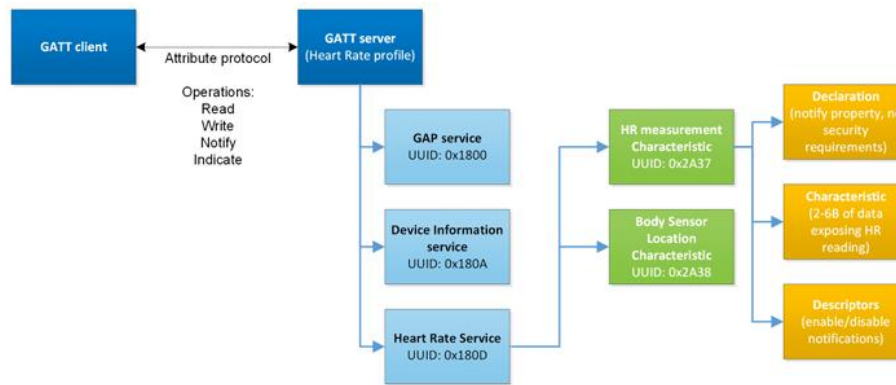 GATT client
Attribute protocol
Operations:
Read
Write
Notify
Indicate
GATT server
(Heart Rate profile)
GAP service
UUID: 0x1800
Device Information
service
UUID: 0x180A
Heart Rate Service
UUID: 0x180D
HR measurement
Characteristic
UUID: 0x2A37
Body Sensor
Location
Characteristic
UUID: 0x2A38
Declaration
(notify property,
security
requirements)
Characteristic
(2-6B of data
exposing HR
reading)
Descriptors
(enable/disable
notifications)